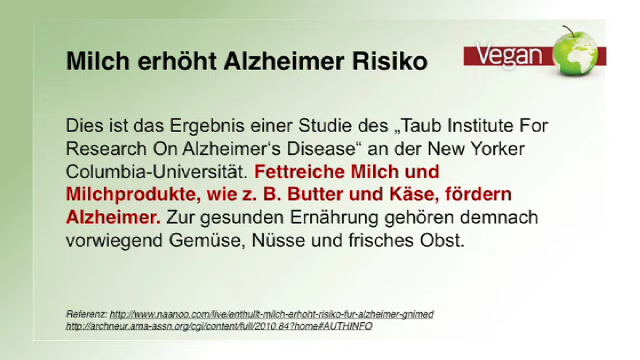 Milch erhöht Alzheimer Risiko
Vegan
Dies ist das Ergebnis einer Studie des „Taub Institute For
Research On Alzheimer‘s Disease“ an der New Yorker
Columbia-Universität. Fettreiche Milch und
Milchprodukte, wie z. B. Butter und Käse, fördern
Alzheimer. Zur gesunden Ernährung gehören demnach
vorwiegend Gemüse, Nüsse und frisches Obst.
Referenz: http://www.naanoo.com/live/enthullt-milch-erhoht-risiko-fur-alzheimer-gnimed
http://archneur.ama-assn.org/cgi/content/full/2010.84?home#AUTHINFO